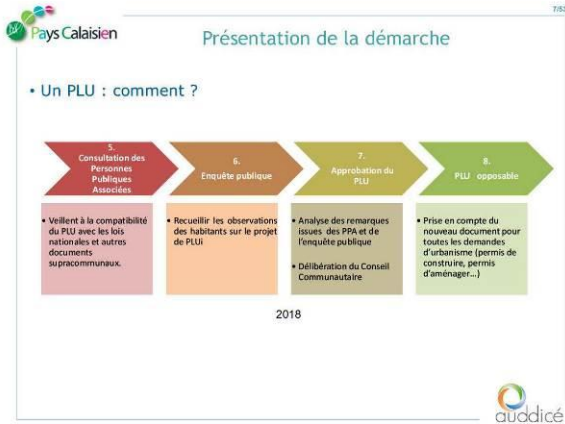 7/53
Pays Calaisien
Présentation de la démarche
• Un PLU : comment ?
5.
Consultation des
Personnes
Publiques
Associées
6.
Enquête publique
7.
Approbation du
PLU
8.
PLU opposable
• Veillent à la compatibilité
du PLU avec les lois
nationales et autres
documents
supracommunaux.
• Recueillir les observations
des habitants sur le projet
de PLUi
• Analyse des remarques
issues des PPA et de
l'enquête publique
• Délibération du Conseil
Communautaire
• Prise en compte du
nouveau document pour
toutes les demandes
d'urbanisme (permis de
construire, permis
d'aménager...)
2018
auddicé